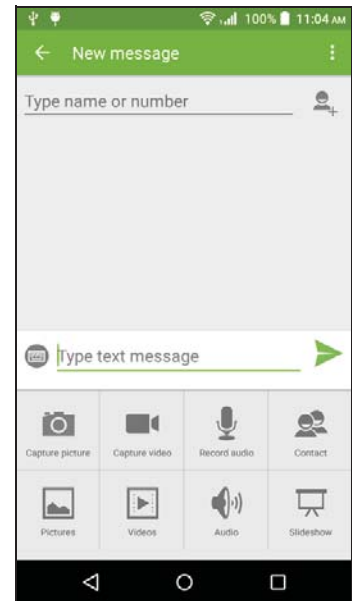 100% 11:04 AM
New message
Type name or number
Type text message
Capture picture Capture video Record audio Contact
Pictures Videos Audio Slideshow